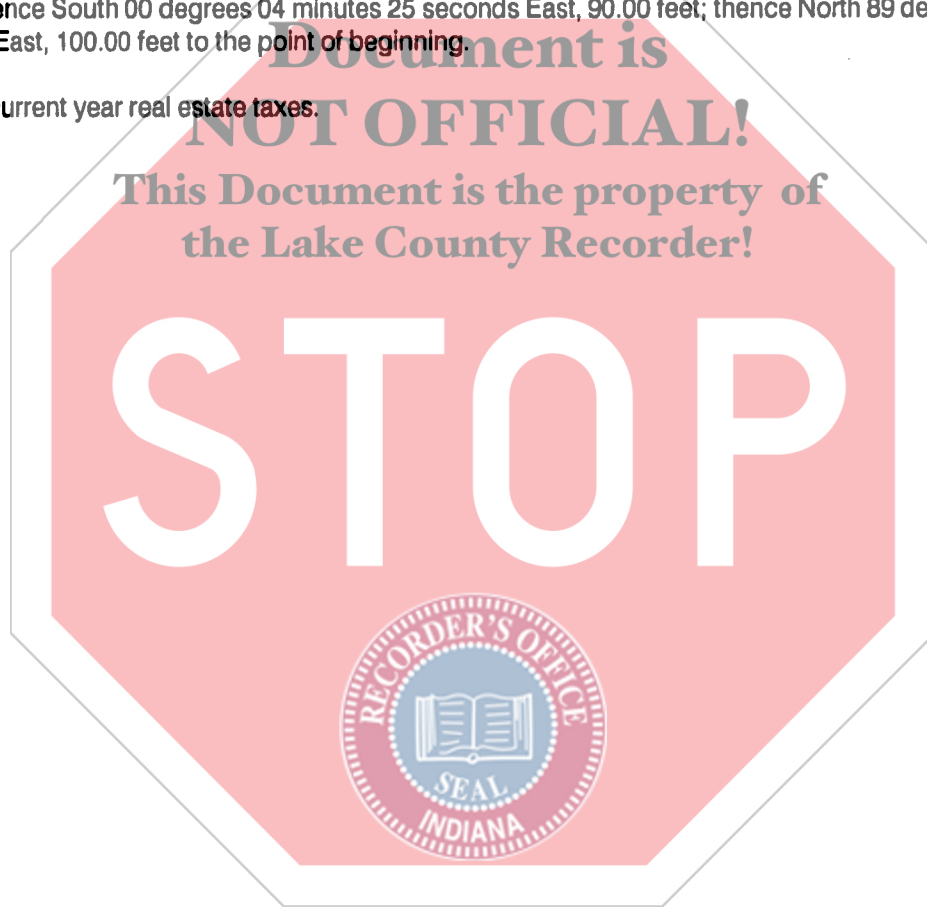 ence South 00 degrees 04 minutes 25 seconds East, 90.00 feet; thence North 89 de
East, 100.00 feet to the point of beginning.
urrent year real estate taxes.
Document is
NOT OFFICIAL!
This Document is the property of
the Lake County Recorder!
STOP
RECORDER'S OFFICE
SEAL
INDIANA